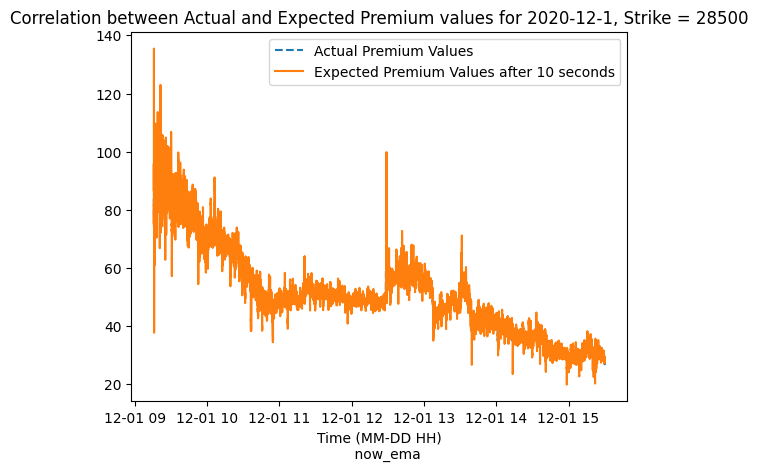 Correlation between Actual and Expected Premium values for 2020-12-1, Strike = 28500
Actual Premium Values
Expected Premium Values after 10 seconds
140
120
100
80
60
40
20
12-01 09 12-01 10 12-01 11 12-01 12 12-01 13 12-01 14 12-01 15
Time (MM-DD HH)
now_ema